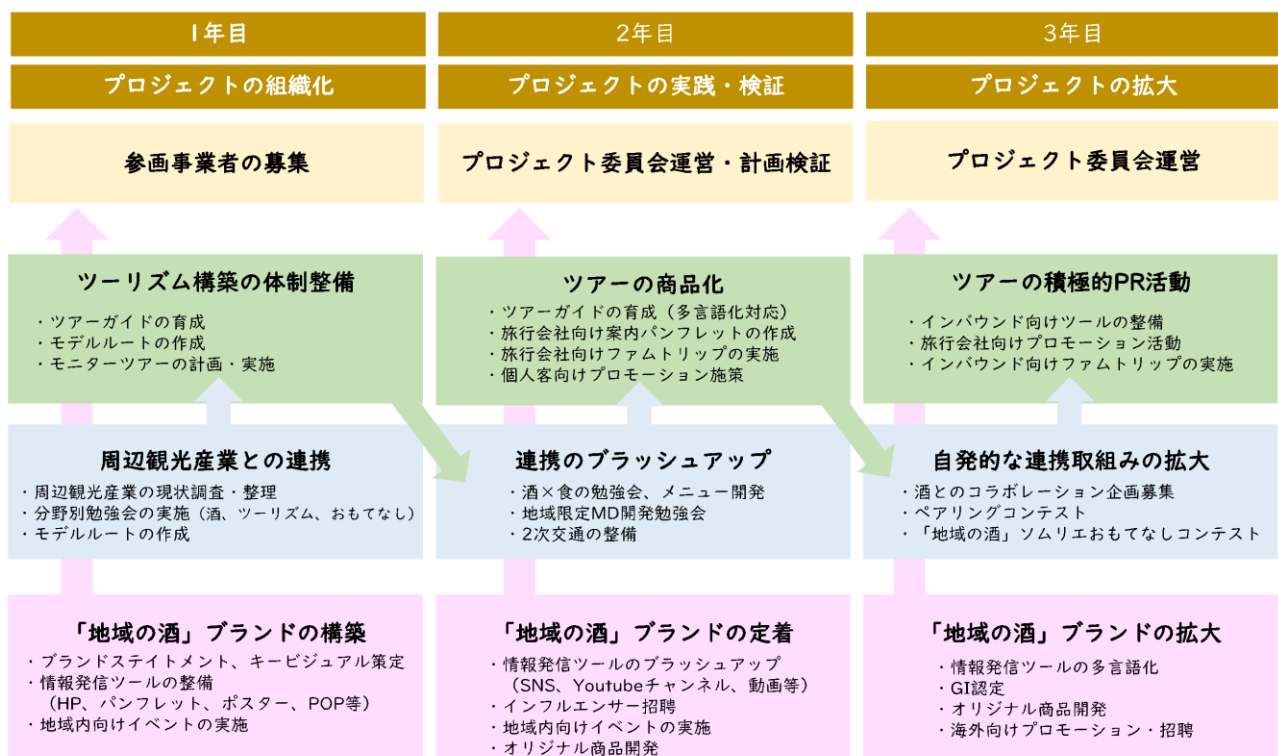 1年目
プロジェクトの組織化
参画事業者の募集
ツーリズム構築の体制整備
・ツアーガイドの育成
・モデルルートの作成
・モニターツアーの計画・実施
周辺観光産業との連携
・周辺観光産業の現状調査・整理
・分野別勉強会の実施（酒、ツーリズム、おもてなし）
・モデルルートの作成
「地域の酒」ブランドの構築
・ブランドステイトメント、キービジュアル策定
・情報発信ツールの整備
（HP、パンフレット、ポスター、POP等）
・地域内向けイベントの実施
2年目
プロジェクトの実践・検証
プロジェクト委員会運営・計画検証
ツアーの商品化
・ツアーガイドの育成（多言語化対応）
・旅行会社向け案内パンフレットの作成
・旅行会社向けファムトリップの実施
・個人客向けプロモーション施策
連携のブラッシュアップ
・酒×食の勉強会、メニュー開発
・地域限定MD開発勉強会
・2次交通の整備
「地域の酒」ブランドの定着
・情報発信ツールのブラッシュアップ
（SNS、Youtubeチャンネル、動画等）
・インフルエンサー招聘
・地域内向けイベントの実施
・オリジナル商品開発
3年目
プロジェクトの拡大
プロジェクト委員会運営
ツアーの積極的PR活動
・インバウンド向けツールの整備
・旅行会社向けプロモーション活動
・インバウンド向けファムトリップの実施
自発的な連携取組みの拡大
・酒とのコラボレーション企画募集
・ペアリングコンテスト
・「地域の酒」ソムリエおもてなしコンテスト
「地域の酒」ブランドの拡大
・情報発信ツールの多言語化
・GI認定
・オリジナル商品開発
・海外向けプロモーション・招聘